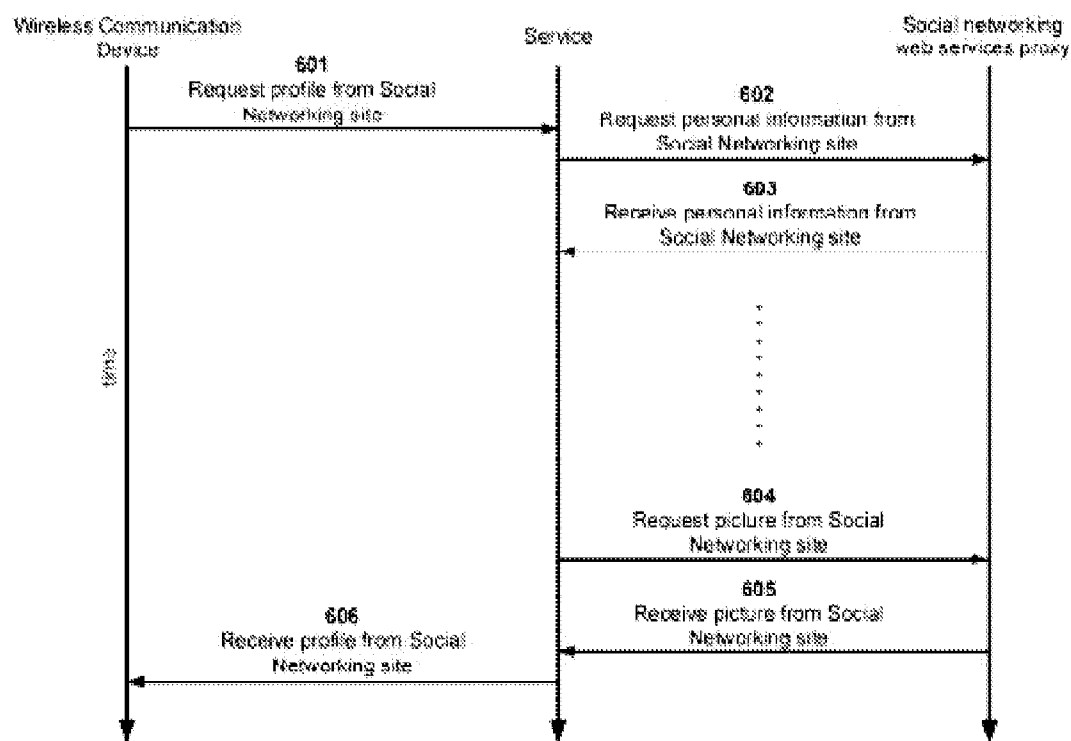 Wireless Communication
Device
Service
Social networking
web services proxy
601
Request profile from Social
Networking site
602
Request personal information from
Social Networking site
603
Receive personal information from
Social Networking site
time
604
Request picture from Social
Networking site
605
Receive picture from Social
Networking site
606
Receive profile from Social
Networking site